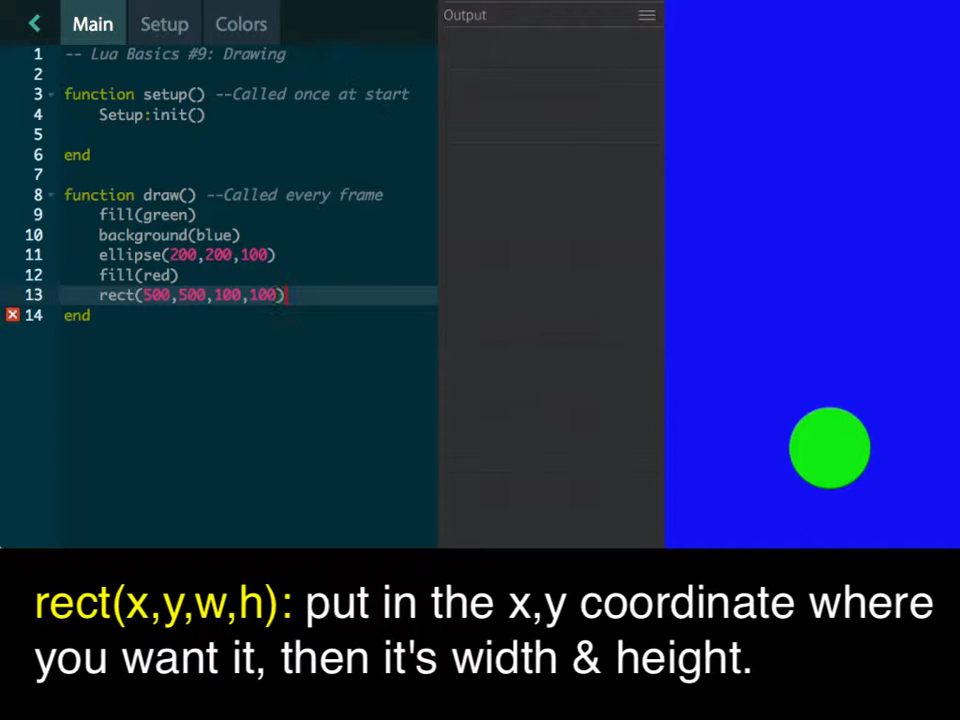 Main Setup Colors Output
1 -- Lua Basics #9: Drawing
2
3 function setup() --Called once at start
4 Setup:init()
5
6 end
7
8 function draw() --Called every frame
9 fill(green)
10 background(blue)
11 ellipse(200,200,100)
12 fill(red)
13 rect(500,500,100,100)
14 end
rect(x,y,w,h): put in the x,y coordinate where
you want it, then it's width & height.